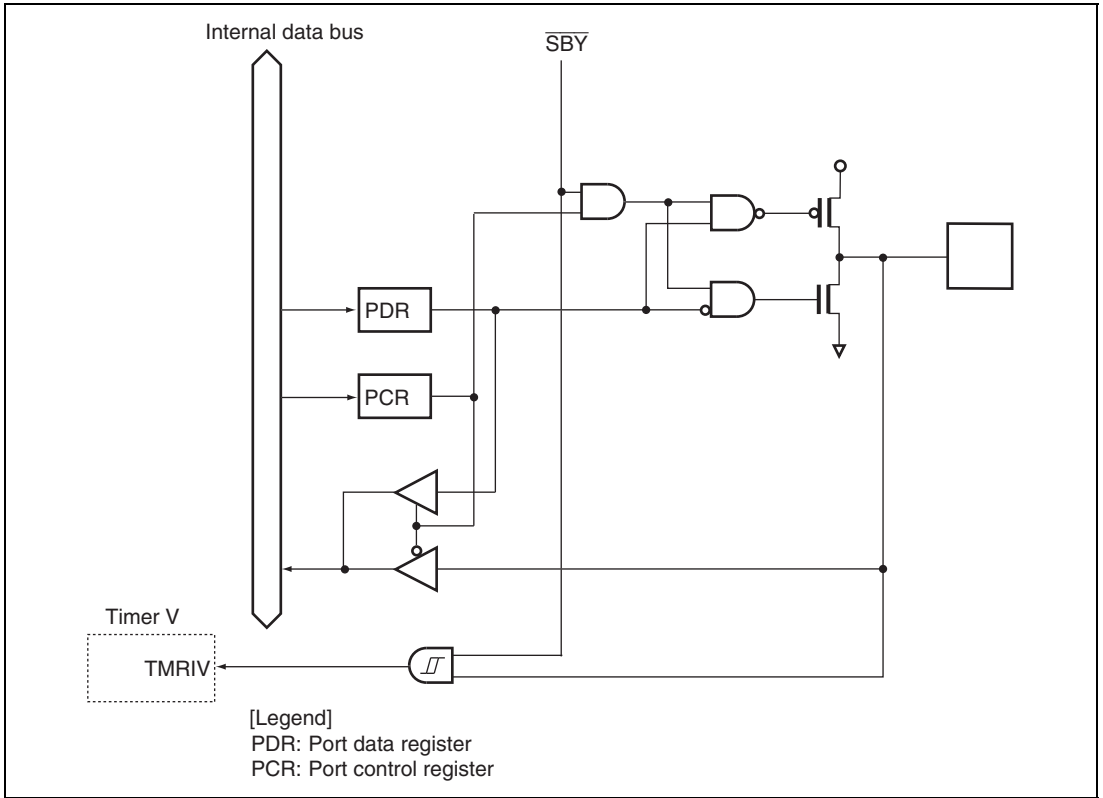 Internal data bus
SBY
PDR
PCR
Timer V
TMRIV
[Legend]
PDR: Port data register
PCR: Port control register